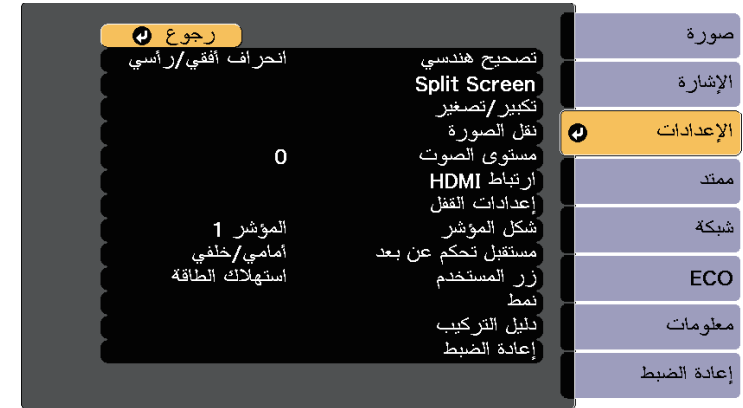 صورة
الإشارة
الإعدادات
ممتد
شبكة
ECO
معلومات
إعادة الضبط
رجوع
تصحيح هندسي انحراف أفقي/رأسي
Split Screen
تكبير/تصغير
نقل الصورة
مستوى الصوت 0
ارتباط HDMI
إعدادات القفل
شكل المؤشر المؤشر 1
مستقبل تحكم عن بعد أمامي/خلفي
زر المستخدم استهلاك الطاقة
نمط
دليل التركيب
إعادة الضبط